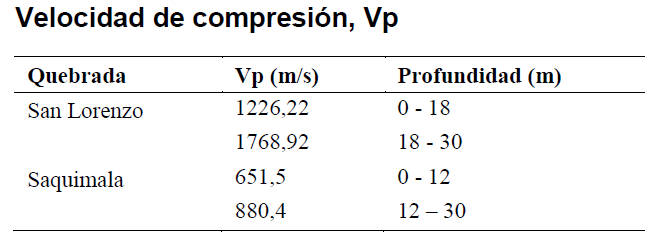 Velocidad de compresión, Vp
Quebrada Vp (m/s) Profundidad (m)
San Lorenzo 1226,22 0 - 18
1768,92 18 - 30
Saquimala 651,5 0 - 12
880,4 12 – 30